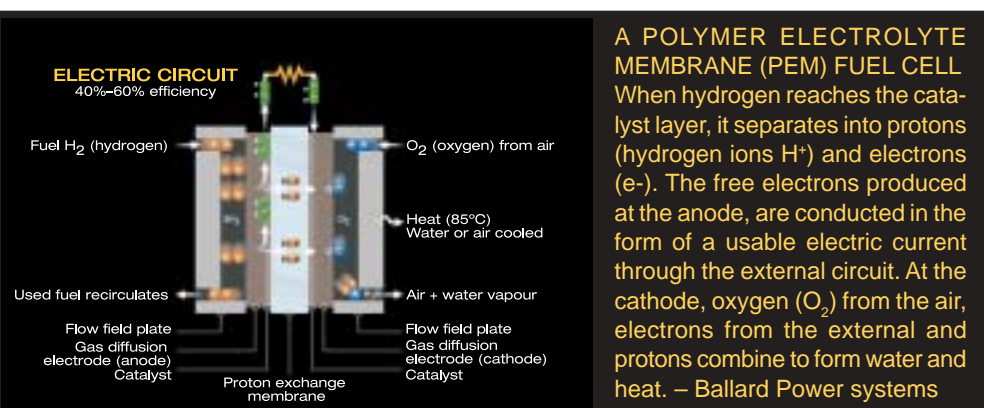 ELECTRIC CIRCUIT
40%–60% efficiency
Fuel H2 (hydrogen)
O2 (oxygen) from air
Heat (85ºC)
Water or air cooled
Used fuel recirculates
Air + water vapour
Flow field plate
Gas diffusion
electrode (anode)
Catalyst
Proton exchange
membrane
Flow field plate
Gas diffusion
electrode (cathode)
Catalyst
A POLYMER ELECTROLYTE
MEMBRANE (PEM) FUEL CELL
When hydrogen reaches the cata-
lyst layer, it separates into protons
(hydrogen ions H+) and electrons
(e-). The free electrons produced
at the anode, are conducted in the
form of a usable electric current
through the external circuit. At the
cathode, oxygen (O2) from the air,
electrons from the external and
protons combine to form water and
heat. – Ballard Power systems